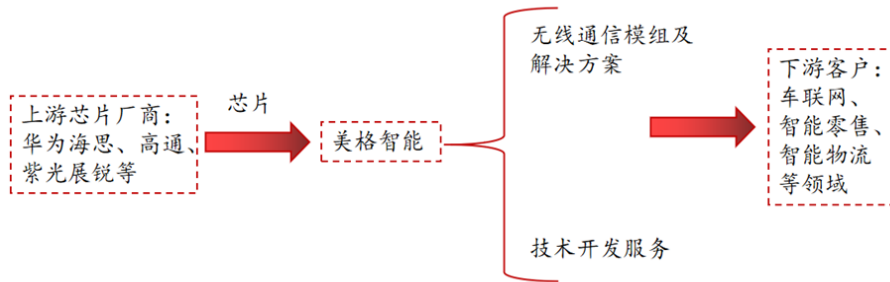 上游芯片厂商：
华为海思、高通、
紫光展锐等
芯片
美格智能
无线通信模组及
解决方案
技术开发服务
下游客户：
车联网、
智能零售、
智能物流
等领域